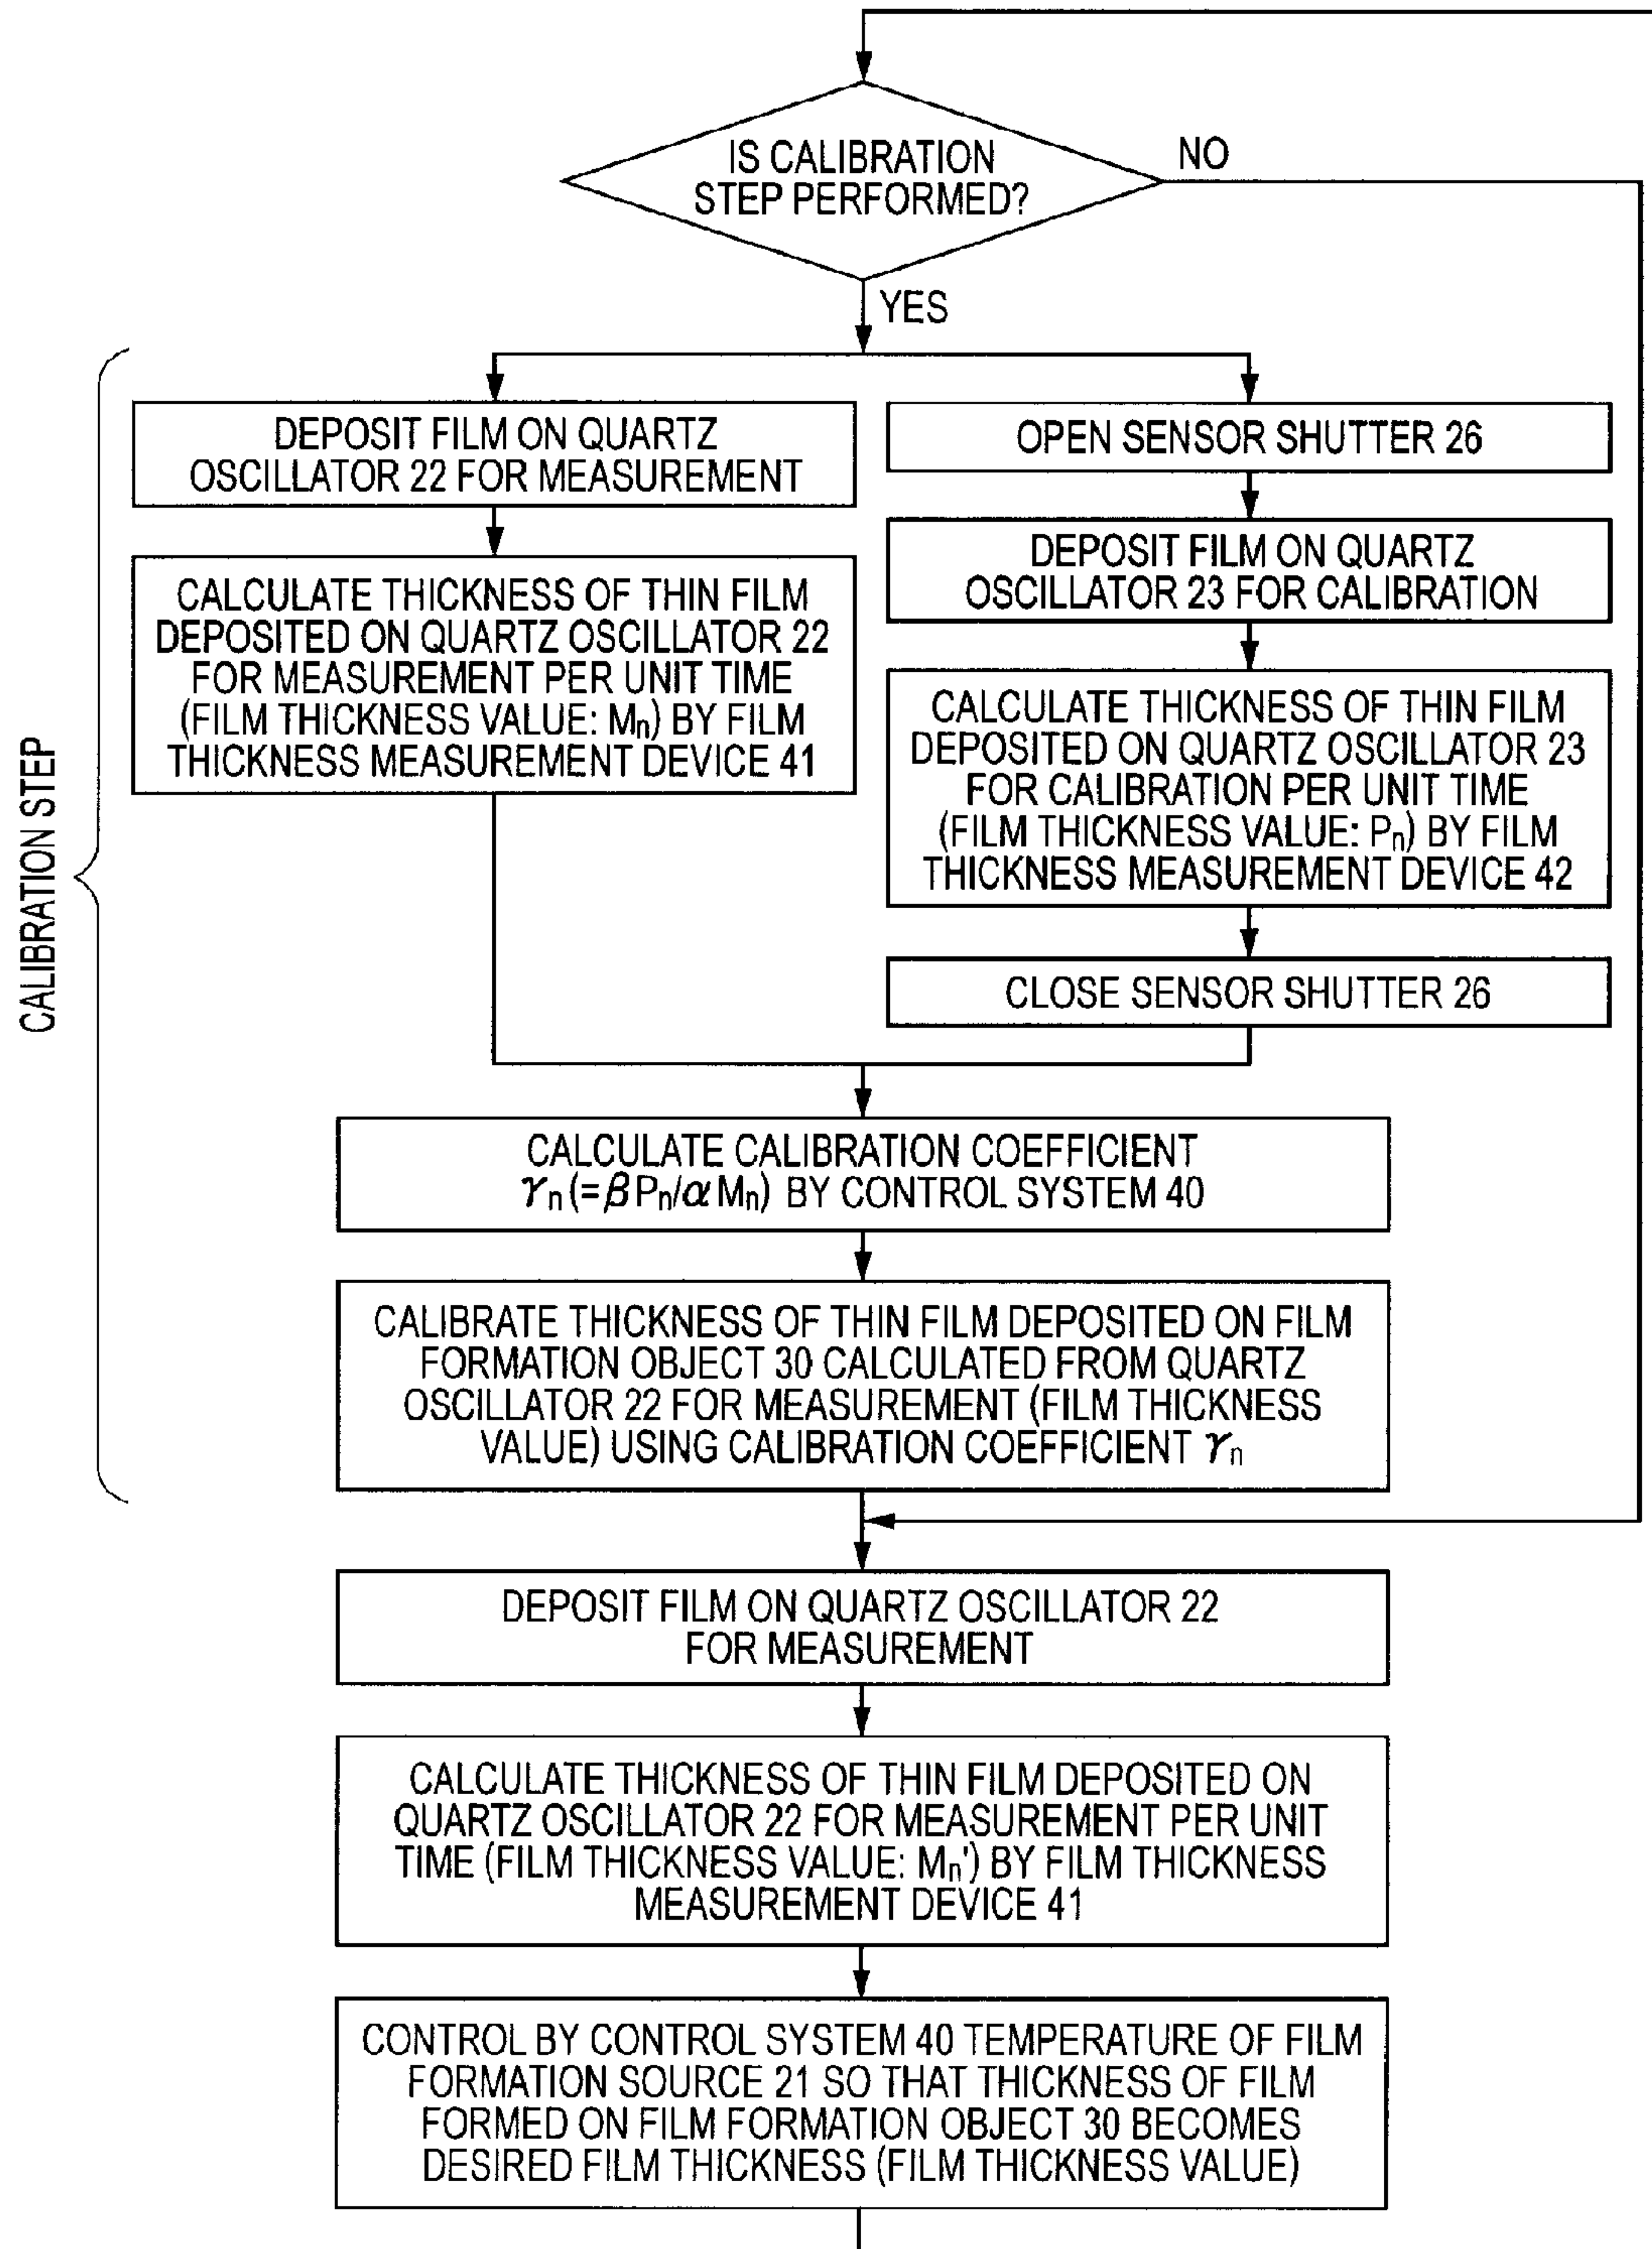 IS CALIBRATION
STEP PERFORMED?
NO
YES
CALIBRATION STEP
DEPOSIT FILM ON QUARTZ
OSCILLATOR 22 FOR MEASUREMENT
CALCULATE THICKNESS OF THIN FILM
DEPOSITED ON QUARTZ OSCILLATOR 22
FOR MEASUREMENT PER UNIT TIME
(FILM THICKNESS VALUE: Mn) BY FILM
THICKNESS MEASUREMENT DEVICE 41
OPEN SENSOR SHUTTER 26
DEPOSIT FILM ON QUARTZ
OSCILLATOR 23 FOR CALIBRATION
CALCULATE THICKNESS OF THIN FILM
DEPOSITED ON QUARTZ OSCILLATOR 23
FOR CALIBRATION PER UNIT TIME
(FILM THICKNESS VALUE: Pn) BY FILM
THICKNESS MEASUREMENT DEVICE 42
CLOSE SENSOR SHUTTER 26
CALCULATE CALIBRATION COEFFICIENT
γn(=βPn/αMn) BY CONTROL SYSTEM 40
CALIBRATE THICKNESS OF THIN FILM DEPOSITED ON FILM
FORMATION OBJECT 30 CALCULATED FROM QUARTZ
OSCILLATOR 22 FOR MEASUREMENT (FILM THICKNESS
VALUE) USING CALIBRATION COEFFICIENT γn
DEPOSIT FILM ON QUARTZ OSCILLATOR 22
FOR MEASUREMENT
CALCULATE THICKNESS OF THIN FILM DEPOSITED ON
QUARTZ OSCILLATOR 22 FOR MEASUREMENT PER UNIT
TIME (FILM THICKNESS VALUE: Mn') BY FILM THICKNESS
MEASUREMENT DEVICE 41
CONTROL BY CONTROL SYSTEM 40 TEMPERATURE OF FILM
FORMATION SOURCE 21 SO THAT THICKNESS OF FILM
FORMED ON FILM FORMATION OBJECT 30 BECOMES
DESIRED FILM THICKNESS (FILM THICKNESS VALUE)